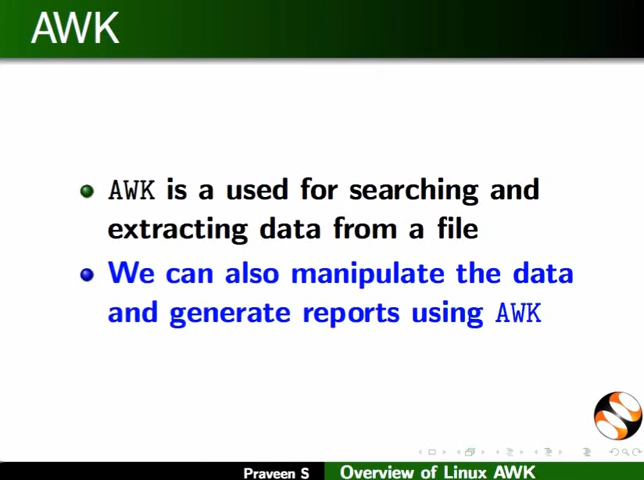 AWK
AWK is a used for searching and
extracting data from a file
We can also manipulate the data
and generate reports using AWK
Praveen S
Overview of Linux AWK